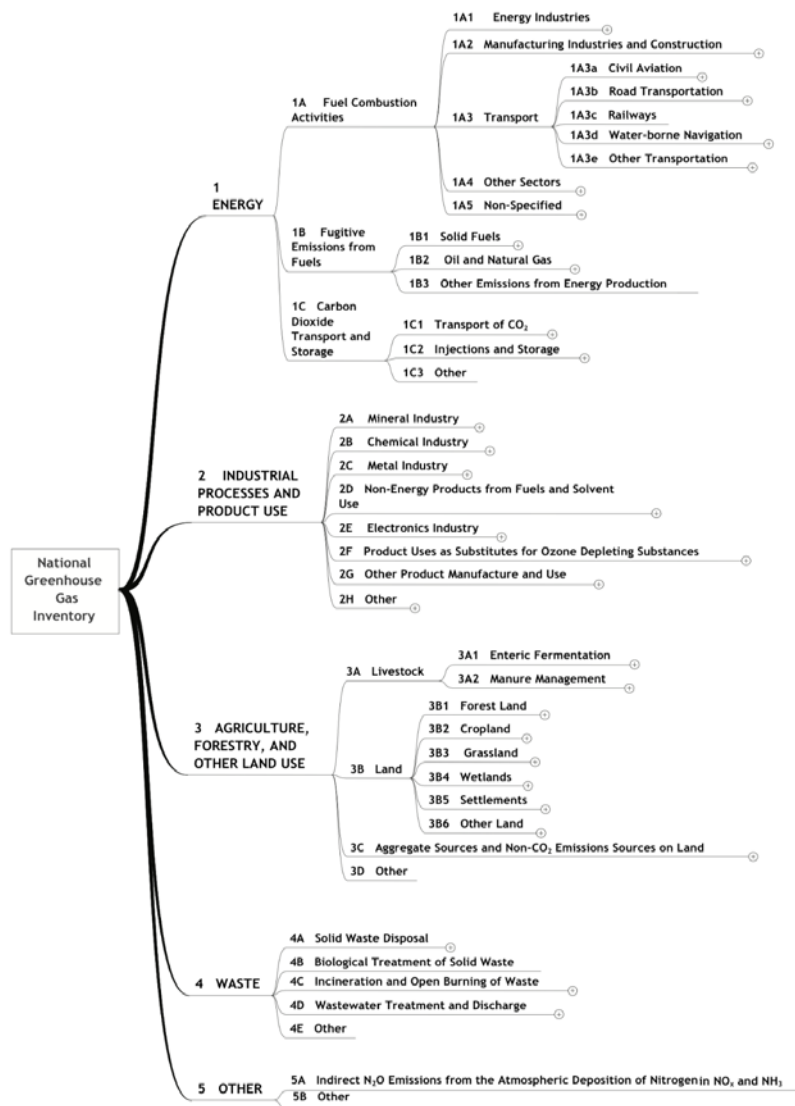 1A1 Energy Industries
1A2 Manufacturing Industries and Construction
1A3a Civil Aviation
1A3b Road Transportation
1A Fuel Combustion
Activities
1A3 Transport
1A3c Railways
1A3d Water-borne Navigation
1A3e Other Transportation
1A4 Other Sectors
1A5 Non-Specified
1
ENERGY
1B Fugitive
Emissions from
Fuels
1B1 Solid Fuels
1B2 Oil and Natural Gas
1B3 Other Emissions from Energy Production
1C Carbon
Dioxide
Transport and
Storage
1C1 Transport of CO₂
1C2 Injections and Storage
1C3 Other
2A Mineral Industry
2B Chemical Industry
2C Metal Industry
2 INDUSTRIAL
PROCESSES AND
PRODUCT USE
2D Non-Energy Products from Fuels and Solvent
Use
2E Electronics Industry
2F Product Uses as Substitutes for Ozone Depleting Substances
2G Other Product Manufacture and Use
2H Other
National
Greenhouse
Gas
Inventory
3A Livestock
3A1 Enteric Fermentation
3A2 Manure Management
3 AGRICULTURE,
FORESTRY, AND
OTHER LAND USE
3B Land
3B1 Forest Land
3B2 Cropland
3B3 Grassland
3B4 Wetlands
3B5 Settlements
3B6 Other Land
3C Aggregate Sources and Non-CO₂ Emissions Sources on Land
3D Other
4 WASTE
4A Solid Waste Disposal
4B Biological Treatment of Solid Waste
4C Incineration and Open Burning of Waste
4D Wastewater Treatment and Discharge
4E Other
5 OTHER
5A Indirect N₂O Emissions from the Atmospheric Deposition of Nitrogen in NOₓ and NH₃
5B Other